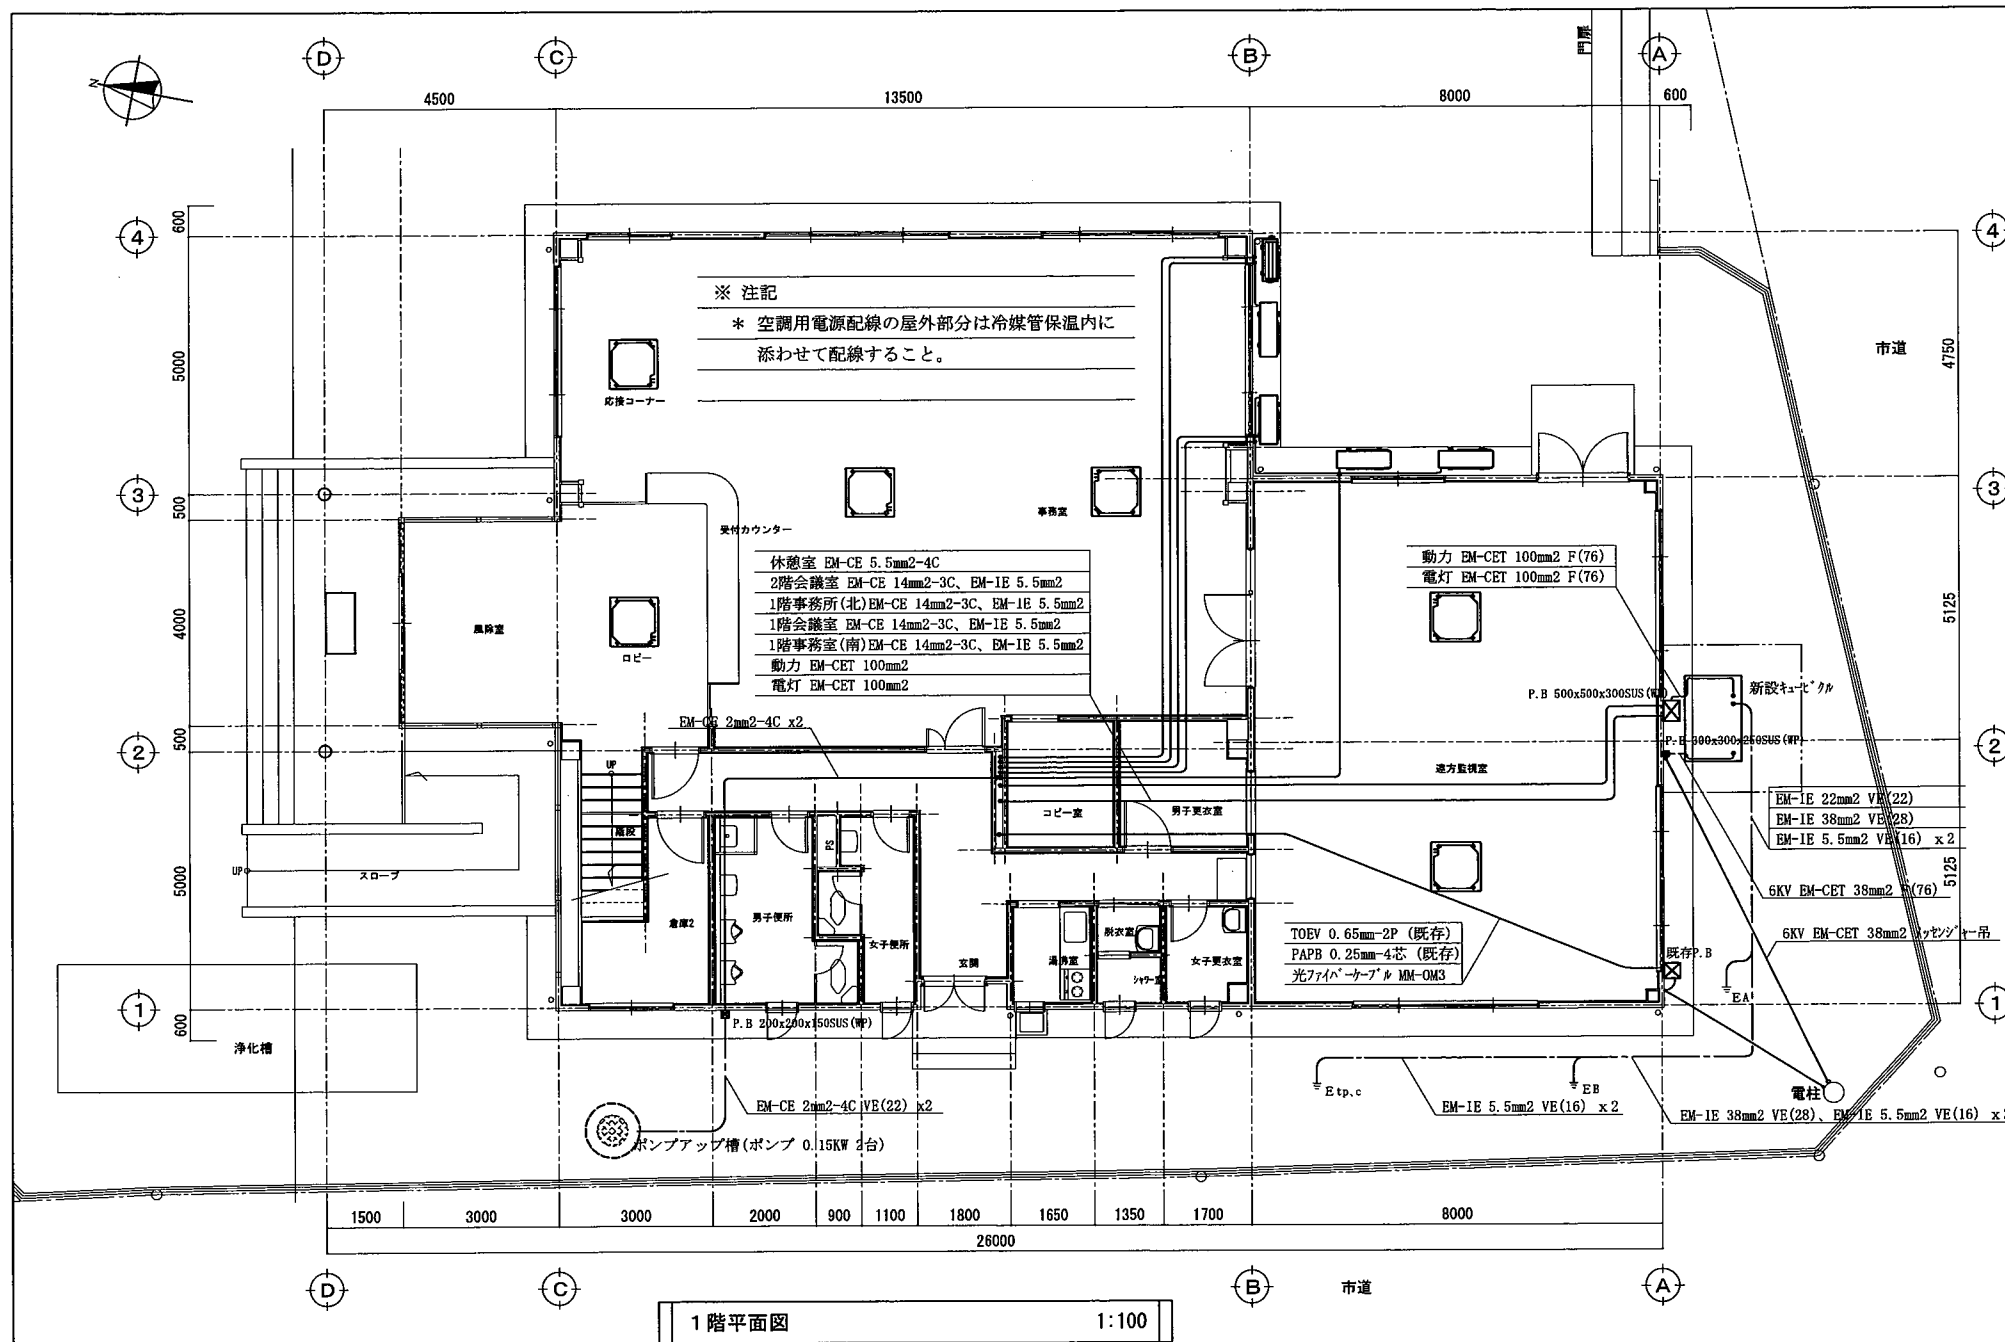 N
D
C
B
A
門扉
4500
13500
8000
600
4
600
5000
3
500
4000
2
500
5000
1
600
4
4750
3
5125
2
5125
1
市道
※ 注記
＊ 空調用電源配線の屋外部分は冷媒管保温内に
添わせて配線すること。
応接コーナー
受付カウンター
事務室
風除室
ロビー
休憩室 EM-CE 5.5mm2-4C
2階会議室 EM-CE 14mm2-3C、EM-IE 5.5mm2
1階事務所(北)EM-CE 14mm2-3C、EM-IE 5.5mm2
1階会議室 EM-CE 14mm2-3C、EM-IE 5.5mm2
1階事務室(南)EM-CE 14mm2-3C、EM-IE 5.5mm2
動力 EM-CET 100mm2
電灯 EM-CET 100mm2
動力 EM-CET 100mm2 F(76)
電灯 EM-CET 100mm2 F(76)
P.B 500x500x300SUS(WP)
新設キュービクル
P.B 300x300x250SUS(WP)
EM-CE 2mm2-4C x2
UP
階段
遠方監視室
コピー室
男子更衣室
EM-IE 22mm2 VE(22)
EM-IE 38mm2 VE(28)
EM-IE 5.5mm2 VE(16) x2
6KV EM-CET 38mm2 F(76)
6KV EM-CET 38mm2 メッセンジャー吊
UP
スロープ
PS
倉庫2
男子便所
女子便所
玄関
湯沸室
脱衣室
シャワー室
女子更衣室
TOEV 0.65mm-2P (既存)
PAPB 0.25mm-4芯 (既存)
光ファイバーケーブル MM-OM3
既存P.B
EA
浄化槽
P.B 200x200x150SUS(WP)
Etp,c
EB
電柱
EM-CE 2mm2-4C VE(22) x2
EM-IE 5.5mm2 VE(16) x2
EM-IE 38mm2 VE(28)、EM-IE 5.5mm2 VE(16) x2
ポンプアップ槽(ポンプ 0.15KW 2台)
1500
3000
3000
2000
900
1100
1800
1650
1350
1700
8000
26000
D
C
B
A
市道
1階平面図
1:100